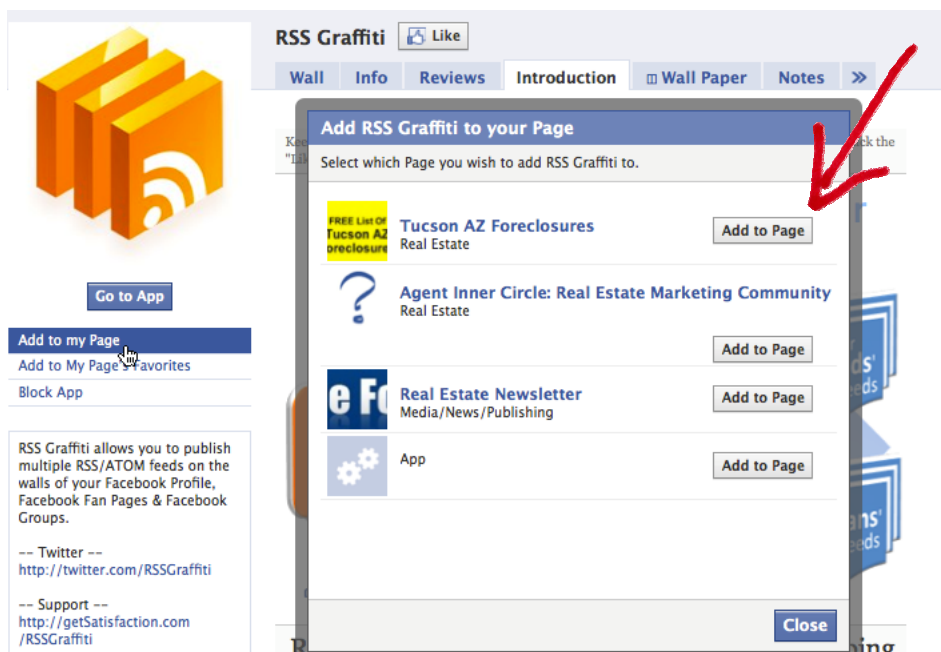 RSS Graffiti
Like
Wall Info Reviews Introduction Wall Paper Notes »
Go to App
Add to my Page
Add to My Page's Favorites
Block App
RSS Graffiti allows you to publish
multiple RSS/ATOM feeds on the
walls of your Facebook Profile,
Facebook Fan Pages & Facebook
Groups.
-- Twitter --
http://twitter.com/RSSGraffiti
-- Support --
http://getSatisfaction.com
/RSSGraffiti
Add RSS Graffiti to your Page
Select which Page you wish to add RSS Graffiti to.
FREE List Of
Tucson AZ
Tucson AZ Foreclosures
Real Estate
Add to Page
Agent Inner Circle: Real Estate Marketing Community
Real Estate
Add to Page
Real Estate Newsletter
Media/News/Publishing
Add to Page
App
Add to Page
Close
the